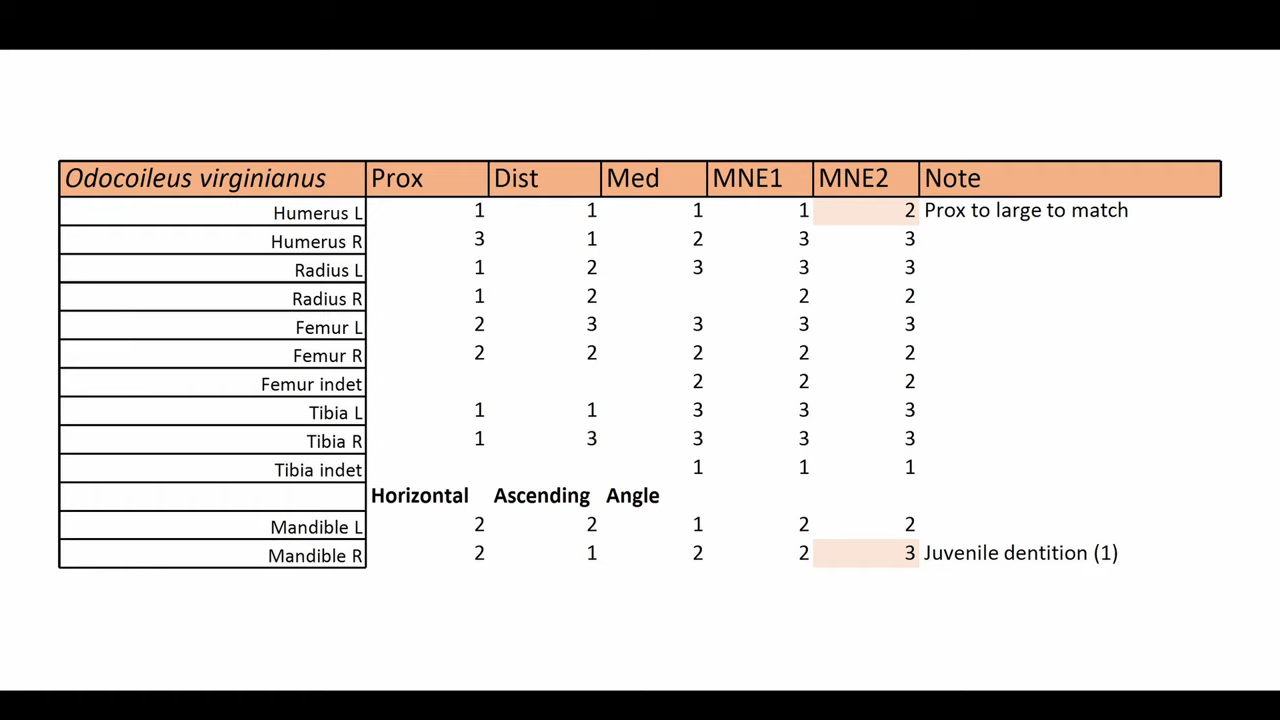 Odocoileus virginianus Prox Dist Med MNE1 MNE2 Note
Humerus L 1 1 1 1 2 Prox to large to match
Humerus R 3 1 2 3 3
Radius L 1 2 3 3 3
Radius R 1 2 2 2
Femur L 2 3 3 3 3
Femur R 2 2 2 2 2
Femur indet 2 2 2
Tibia L 1 1 3 3 3
Tibia R 1 3 3 3 3
Tibia indet 1 1 1
Horizontal Ascending Angle
Mandible L 2 2 1 2 2
Mandible R 2 1 2 2 3 Juvenile dentition (1)